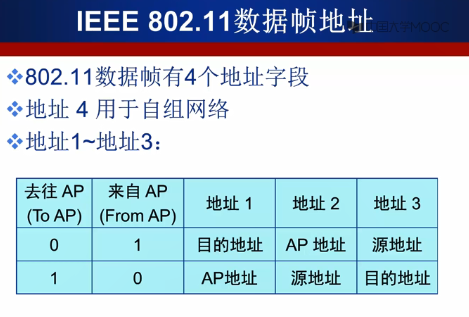 IEEE 802.11数据帧地址
中国大学MOOC
❖802.11数据帧有4个地址字段
❖地址 4 用于自组网络
❖地址1~地址3：
去往 AP (To AP) 来自 AP (From AP) 地址 1 地址 2 地址 3
0 1 目的地址 AP 地址 源地址
1 0 AP地址 源地址 目的地址